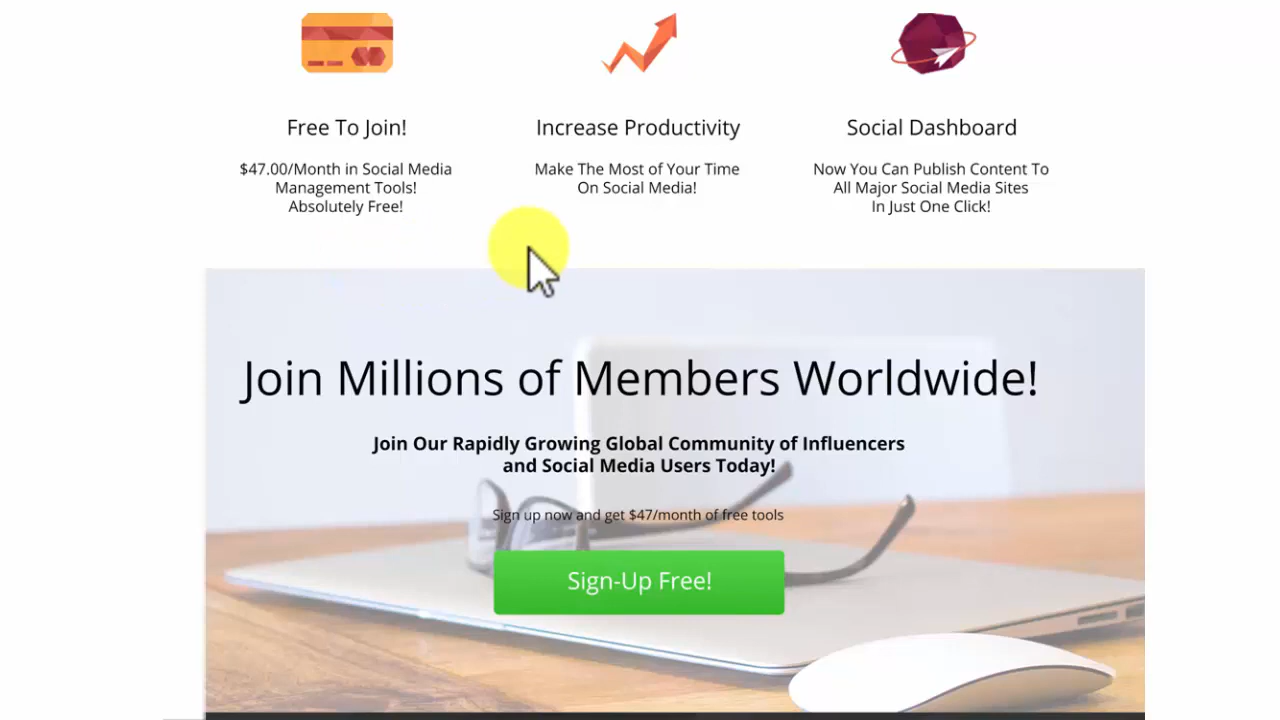 Free To Join!
$47.00/Month in Social Media
Management Tools!
Absolutely Free!
Increase Productivity
Make The Most of Your Time
On Social Media!
Social Dashboard
Now You Can Publish Content To
All Major Social Media Sites
In Just One Click!
Join Millions of Members Worldwide!
Join Our Rapidly Growing Global Community of Influencers
and Social Media Users Today!
Sign up now and get $47/month of free tools
Sign-Up Free!